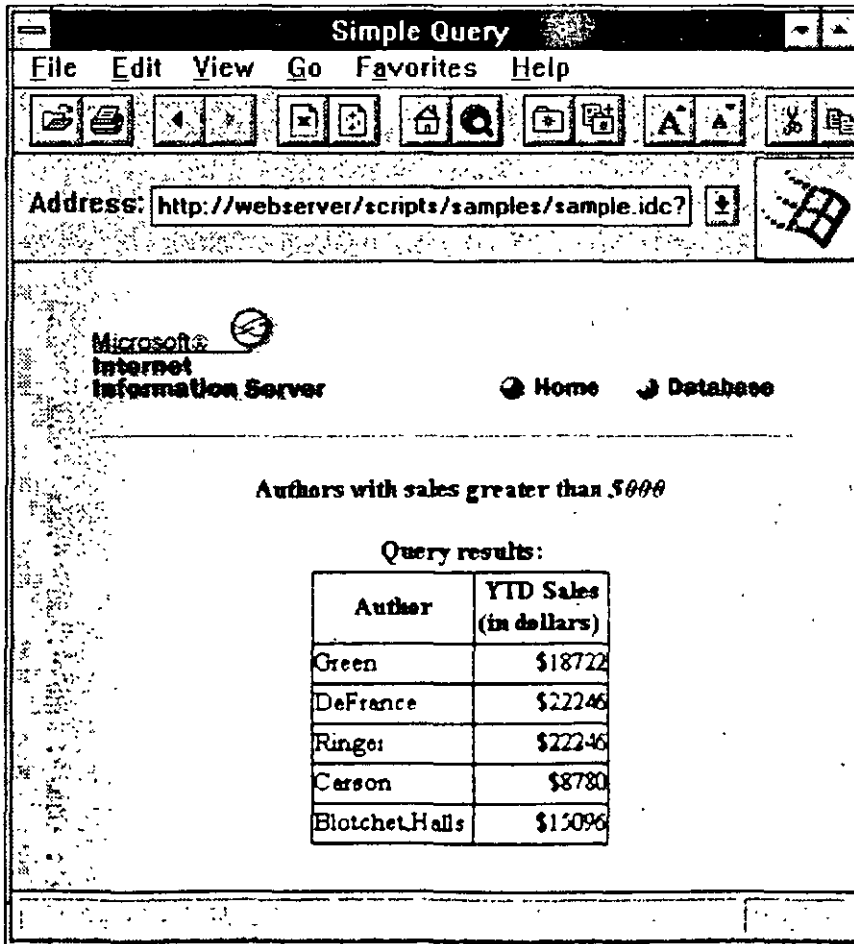 Simple Query
File Edit View Go Favorites Help
A A
Address: http://webserver/scripts/samples/sample.idc?
Microsoft®
Internet
Information Server
Home Database
Authors with sales greater than 5000
Query results:
Author YTD Sales
(in dollars)
Green $18722
DeFrance $22246
Ringer $22246
Carson $8780
Blotchet,Halls $15096